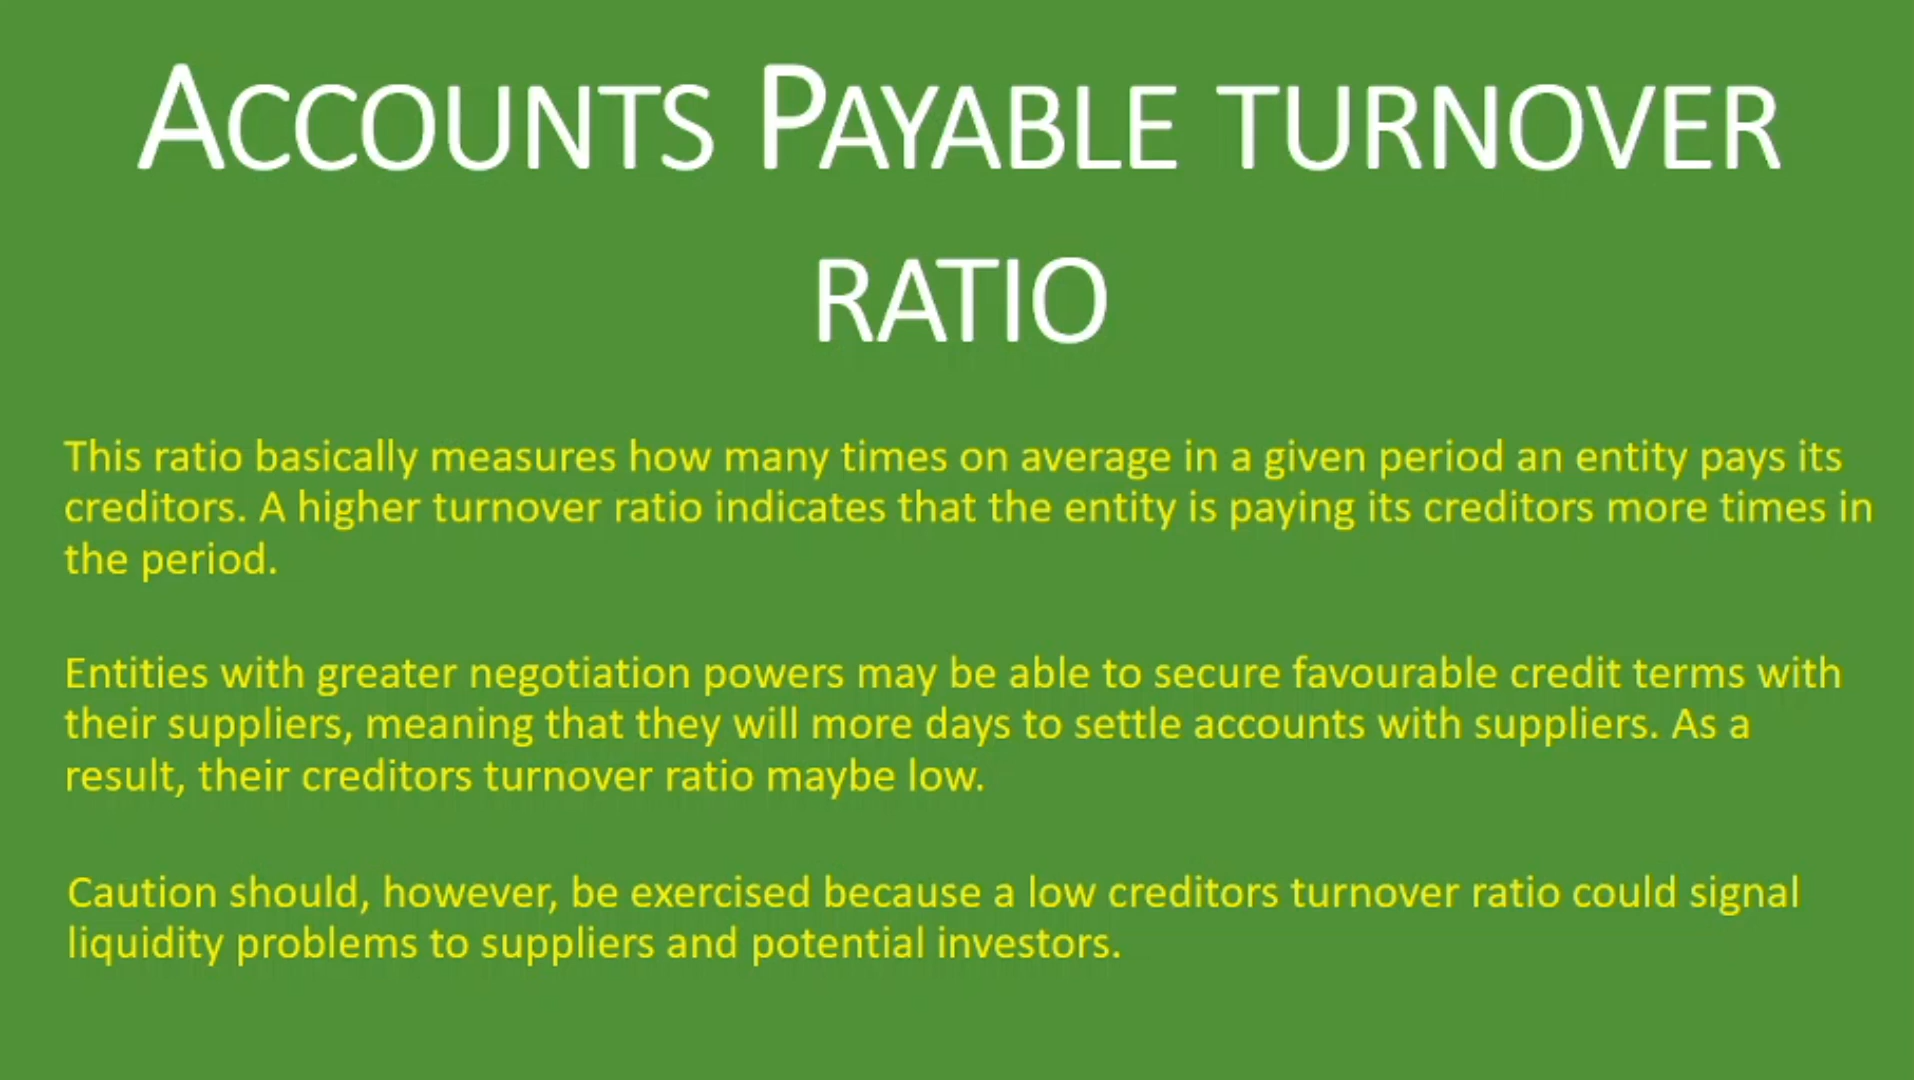 ACCOUNTS PAYABLE TURNOVER
RATIO
This ratio basically measures how many times on average in a given period an entity pays its
creditors. A higher turnover ratio indicates that the entity is paying its creditors more times in
the period.
Entities with greater negotiation powers may be able to secure favourable credit terms with
their suppliers, meaning that they will more days to settle accounts with suppliers. As a
result, their creditors turnover ratio maybe low.
Caution should, however, be exercised because a low creditors turnover ratio could signal
liquidity problems to suppliers and potential investors.